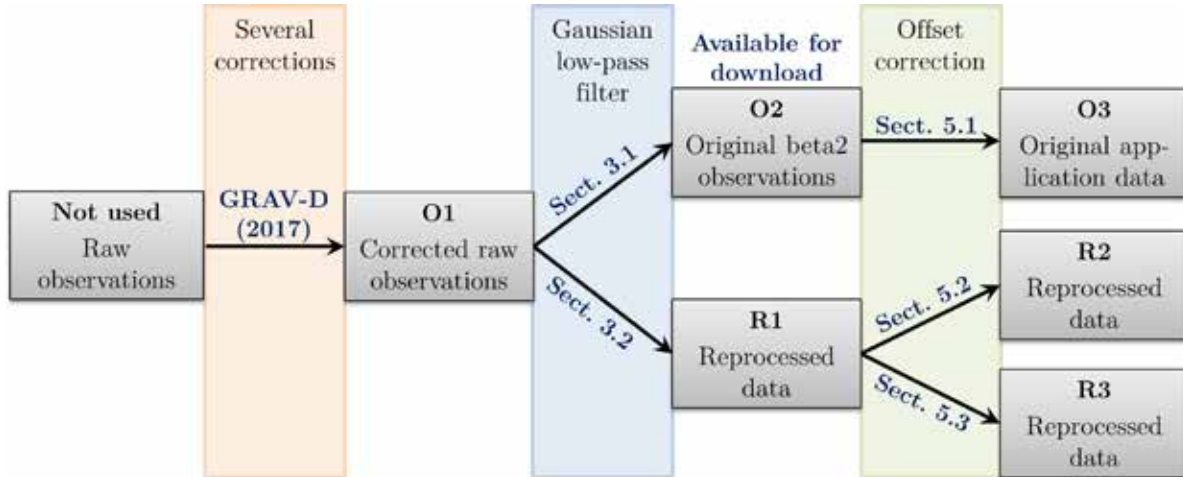 Several
corrections
Gaussian
low-pass
filter
Available for
download
Offset
correction
Not used
Raw
observations
GRAV-D
(2017)
O1
Corrected raw
observations
Sect. 3.1
Sect. 3.2
O2
Original beta2
observations
R1
Reprocessed
data
Sect. 5.1
Sect. 5.2
Sect. 5.3
O3
Original app-
lication data
R2
Reprocessed
data
R3
Reprocessed
data